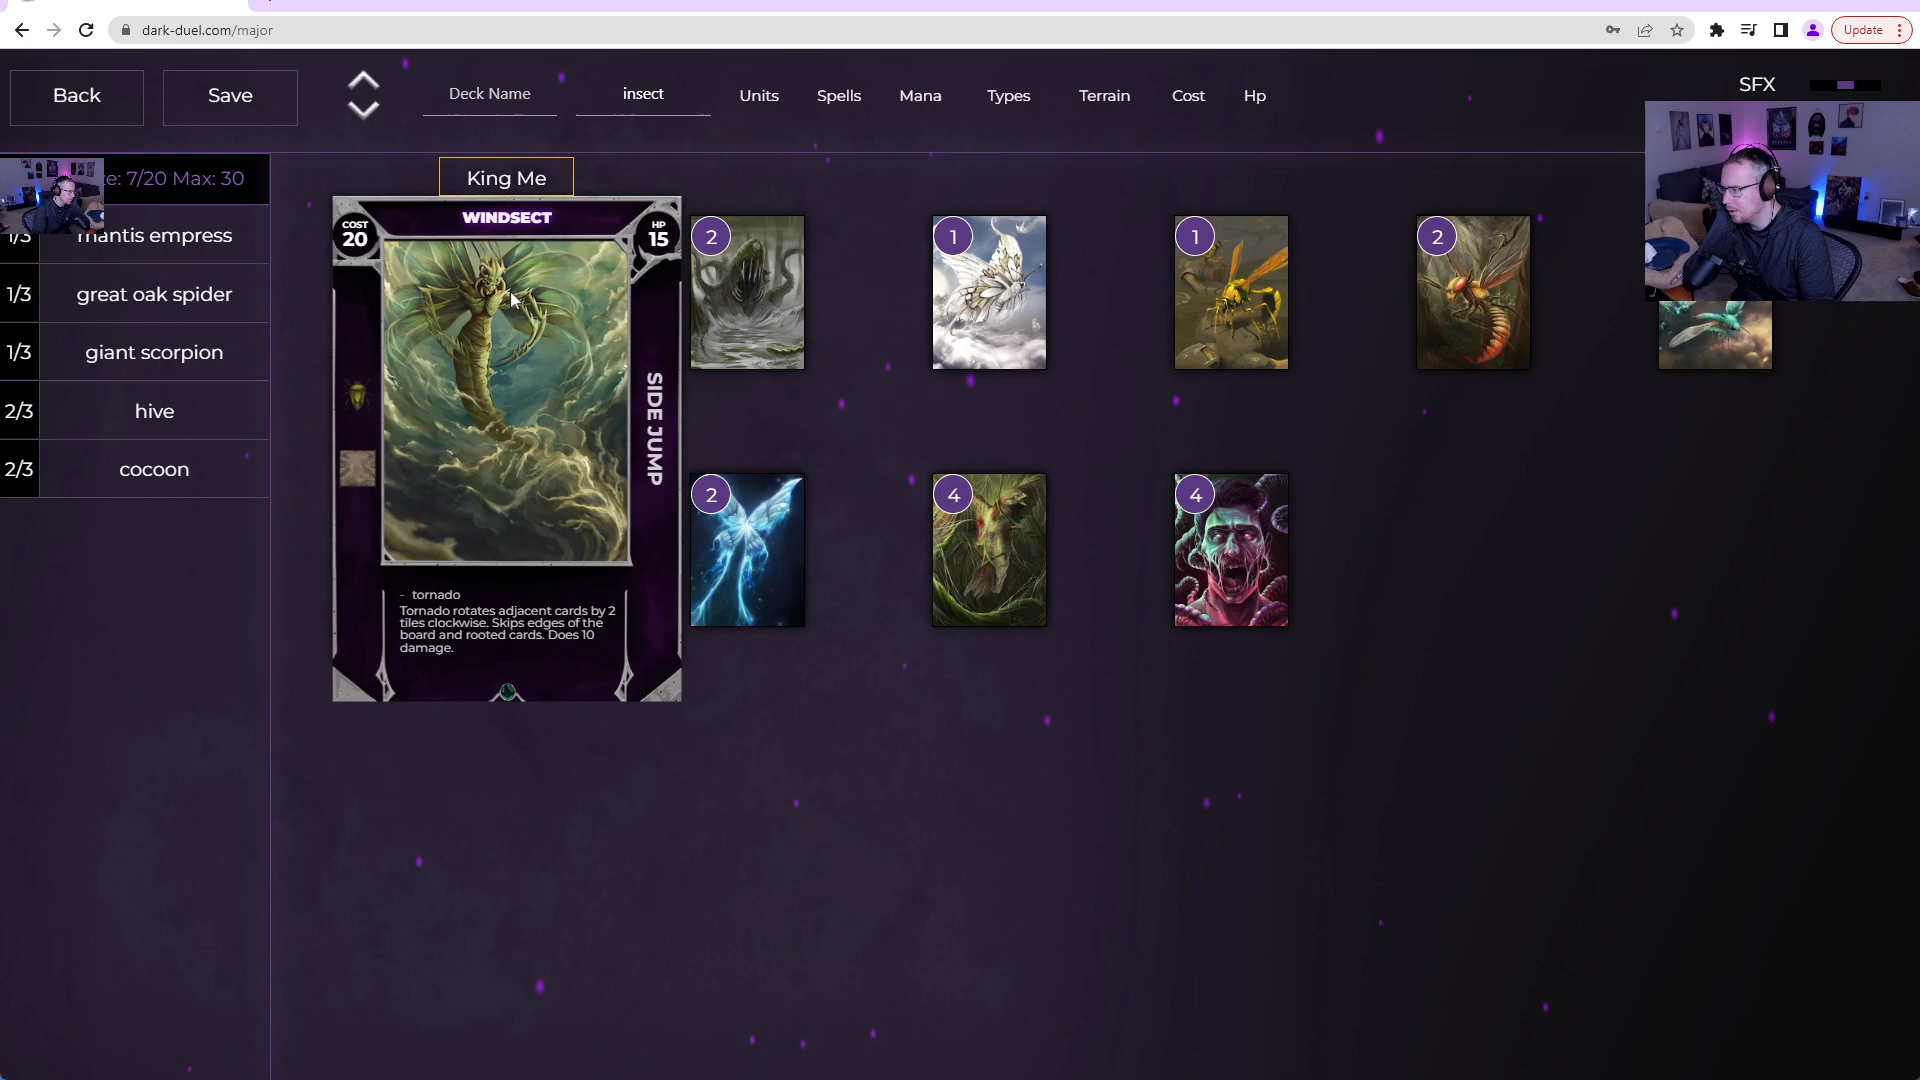 dark-duel.com/major
Update
Back
Save
Deck Name
insect
Units
Spells
Mana
Types
Terrain
Cost
Hp
SFX
7/20 Max: 30
1/3 mantis empress
1/3 great oak spider
1/3 giant scorpion
2/3 hive
2/3 cocoon
King Me
WINDSECT
COST
20
HP
15
SIDE JUMP
- tornado
Tornado rotates adjacent cards by 2
tiles clockwise. Skips edges of the
board and rooted cards. Does 10
damage.
2
1
1
2
2
4
4